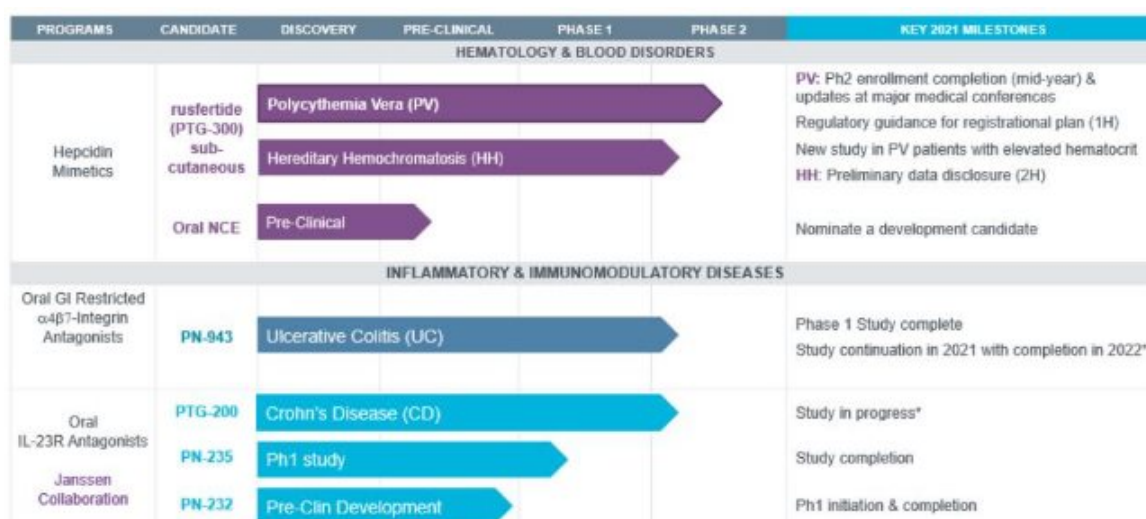 PROGRAMS CANDIDATE DISCOVERY PRE-CLINICAL PHASE 1 PHASE 2 KEY 2021 MILESTONES
HEMATOLOGY & BLOOD DISORDERS
Hepcidin
Mimetics
rusfertide
(PTG-300)
sub-
cutaneous
Polycythemia Vera (PV)
Hereditary Hemochromatosis (HH)
PV: Ph2 enrollment completion (mid-year) &
updates at major medical conferences
Regulatory guidance for registrational plan (1H)
New study in PV patients with elevated hematocrit
HH: Preliminary data disclosure (2H)
Oral NCE
Pre-Clinical
Nominate a development candidate
INFLAMMATORY & IMMUNOMODULATORY DISEASES
Oral GI Restricted
α4β7-Integrin
Antagonists
PN-943
Ulcerative Colitis (UC)
Phase 1 Study complete
Study continuation in 2021 with completion in 2022*
Oral
IL-23R Antagonists
Janssen
Collaboration
PTG-200
Crohn's Disease (CD)
Study in progress*
PN-235
Ph1 study
Study completion
PN-232
Pre-Clin Development
Ph1 initiation & completion